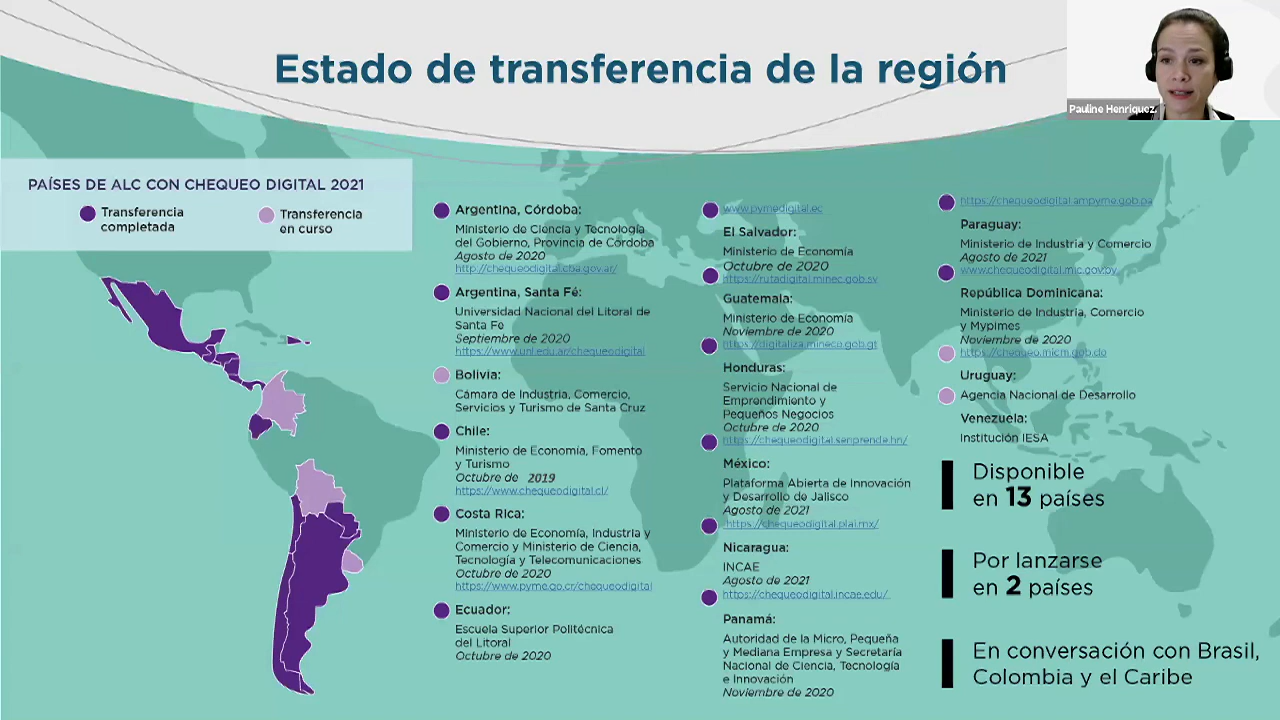 Estado de transferencia de la región
Pauline Henriquez,
PAÍSES DE ALC CON CHEQUEO DIGITAL 2021
Transferencia
completada
Transferencia
en curso
Argentina, Córdoba:
Ministerio de Ciencia y Tecnología
del Gobierno, Provincia de Córdoba
Agosto de 2020
http://chequeodigital.cba.gov.ar/
Argentina, Santa Fé:
Universidad Nacional del Litoral de
Santa Fe
Septiembre de 2020
https://www.unl.edu.ar/chequeodigital
Bolivia:
Cámara de Industria, Comercio,
Servicios y Turismo de Santa Cruz
Chile:
Ministerio de Economía, Fomento
y Turismo
Octubre de 2019
https://www.chequeodigital.cl/
Costa Rica:
Ministerio de Economía, Industria y
Comercio y Ministerio de Ciencia,
Tecnología y Telecomunicaciones
Octubre de 2020
https://www.pyme.go.cr/chequeodigital
Ecuador:
Escuela Superior Politécnica
del Litoral
Octubre de 2020
www.pymedigital.ec
El Salvador:
Ministerio de Economía
Octubre de 2020
https://rutadigital.minec.gob.sv
Guatemala:
Ministerio de Economía
Noviembre de 2020
https://digitaliza.mineco.gob.gt
Honduras:
Servicio Nacional de
Emprendimiento y
Pequeños Negocios
Octubre de 2020
https://chequeodigital.senprende.hn/
México:
Plataforma Abierta de Innovación
y Desarrollo de Jalisco
Agosto de 2021
https://chequeodigital.plai.mx/
Nicaragua:
INCAE
Agosto de 2021
https://chequeodigital.incae.edu/
Panamá:
Autoridad de la Micro, Pequeña
y Mediana Empresa y Secretaría
Nacional de Ciencia, Tecnología
e Innovación
Noviembre de 2020
https://chequeodigital.ampyme.gob.pa
Paraguay:
Ministerio de Industria y Comercio
Agosto de 2021
www.chequeodigital.mic.gov.py
República Dominicana:
Ministerio de Industria, Comercio
y Mipymes
Noviembre de 2020
https://chequeo.micm.gob.do
Uruguay:
Agencia Nacional de Desarrollo
Venezuela:
Institución IESA
Disponible
en 13 países
Por lanzarse
en 2 países
En conversación con Brasil,
Colombia y el Caribe